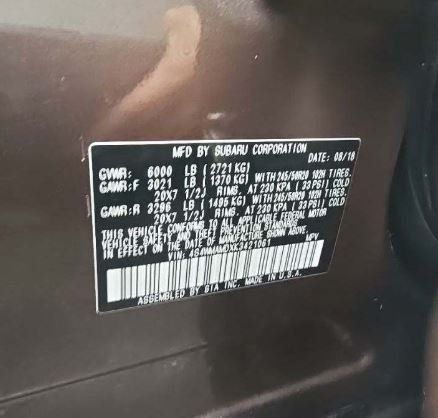 MFD BY SUBARU CORPORATION
DATE: 08/18
GVWR: 6000 LB ( 2721 KG)
GAWR:F 3021 LB ( 1370 KG) WITH 245/50R20 102H TIRES,
20X7 1/2J RIMS, AT 230 KPA ( 33 PSI) COLD
GAWR:R 3296 LB ( 1495 KG) WITH 245/50R20 102H TIRES,
20X7 1/2J RIMS, AT 230 KPA ( 33 PSI) COLD
THIS VEHICLE CONFORMS TO ALL APPLICABLE FEDERAL MOTOR
VEHICLE SAFETY AND THEFT PREVENTION STANDARDS
IN EFFECT ON THE DATE OF MANUFACTURE SHOWN ABOVE.
VIN: MPV
ASSEMBLED BY SIA INC. MADE IN U.S.A.